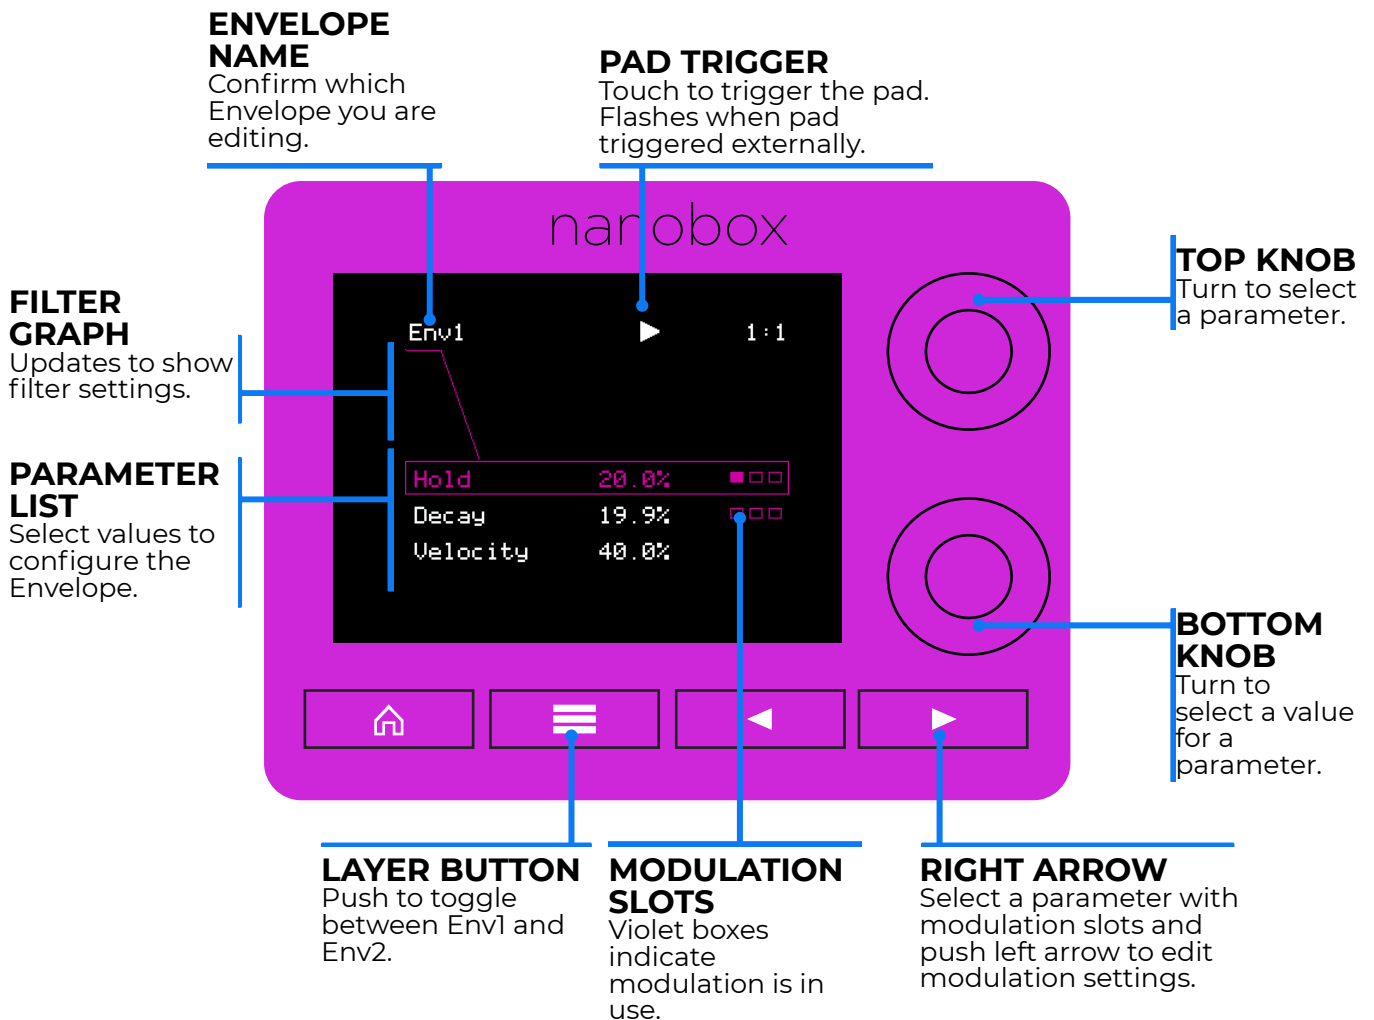 ENVELOPE
NAME
Confirm which
Envelope you are
editing.
PAD TRIGGER
Touch to trigger the pad.
Flashes when pad
triggered externally.
nanobox
TOP KNOB
Turn to select
a parameter.
FILTER
GRAPH
Updates to show
filter settings.
Env1
1:1
PARAMETER
LIST
Select values to
configure the
Envelope.
Hold 20.0%
Decay 19.9%
Velocity 40.0%
BOTTOM
KNOB
Turn to
select a value
for a
parameter.
LAYER BUTTON
Push to toggle
between Env1 and
Env2.
MODULATION
SLOTS
Violet boxes
indicate
modulation is in
use.
RIGHT ARROW
Select a parameter with
modulation slots and
push left arrow to edit
modulation settings.